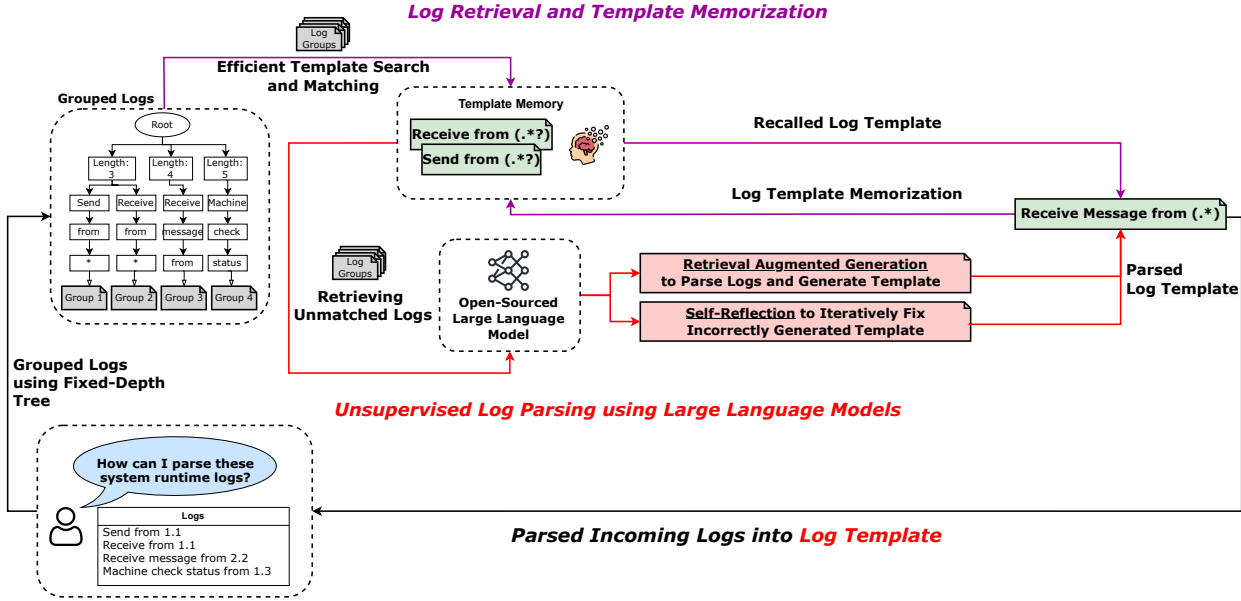 Log Retrieval and Template Memorization
Log
Groups
Efficient Template Search
and Matching
Grouped Logs
Root
Length:
3
Length:
4
Length:
5
Send
Receive
Receive
Machine
from
from
message
check
*
*
from
status
Group 1
Group 2
Group 3
Group 4
Template Memory
Receive from (.*?)
Send from (.*?)
Recalled Log Template
Log Template Memorization
Receive Message from (.*)
Log
Groups
Retrieving
Unmatched Logs
Open-Sourced
Large Language
Model
Retrieval Augmented Generation
to Parse Logs and Generate Template
Self-Reflection to Iteratively Fix
Incorrectly Generated Template
Parsed
Log Template
Grouped Logs
using Fixed-Depth
Tree
Unsupervised Log Parsing using Large Language Models
How can I parse these
system runtime logs?
Logs
Send from 1.1
Receive from 1.1
Receive message from 2.2
Machine check status from 1.3
Parsed Incoming Logs into Log Template